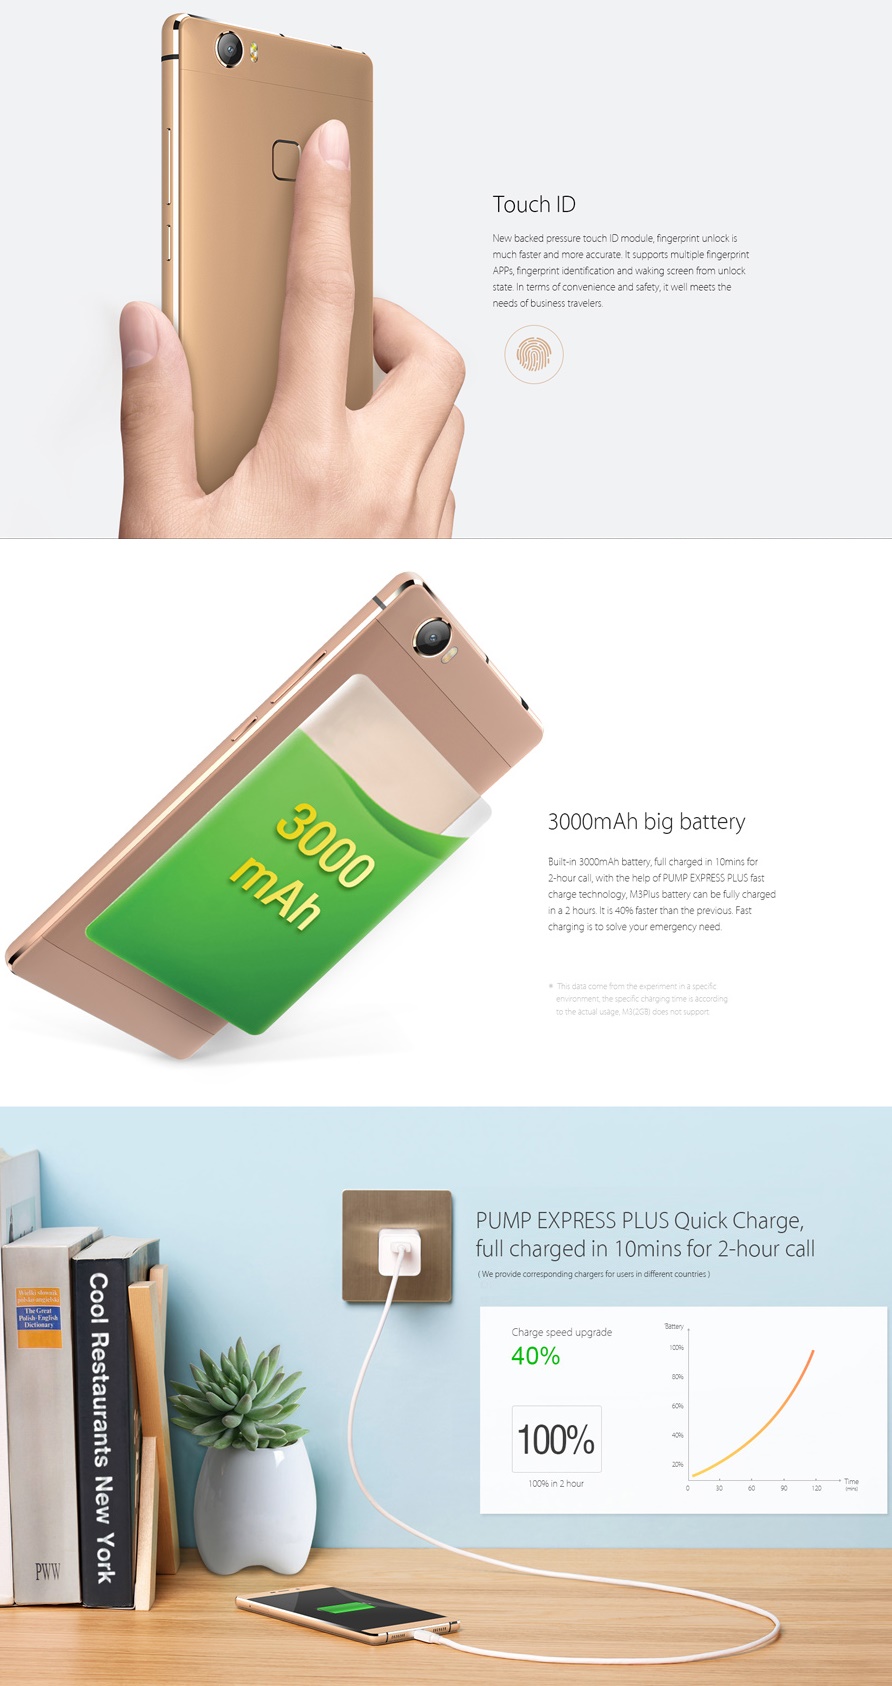 Touch ID
New backed pressure touch ID module, fingerprint unlock is
much faster and more accurate. It supports multiple fingerprint
APPs, fingerprint identification and waking screen from unlock
state. In terms of convenience and safety, it well meets the
needs of business travelers.
3000
mAh
3000mAh big battery
Built-in 3000mAh battery, full charged in 10mins for
2-hour call, with the help of PUMP EXPRESS PLUS fast
charge technology, M3Plus battery can be fully charged
in a 2 hours. It is 40% faster than the previous. Fast
charging is to solve your emergency need.
This data come from the experiment in a specific
environment, the specific charging time is according
to the actual usage, M3(2GB) does not support.
PUMP EXPRESS PLUS Quick Charge,
full charged in 10mins for 2-hour call
( We provide corresponding chargers for users in different countries )
Charge speed upgrade
40%
100%
100% in 2 hour
Battery
100%
80%
60%
40%
20%
0 30 60 90 120
Time
(mins)
Wielki słownik
polsko-angielski
The Great
Polish-English
Dictionary
PWW
Cool Restaurants New York